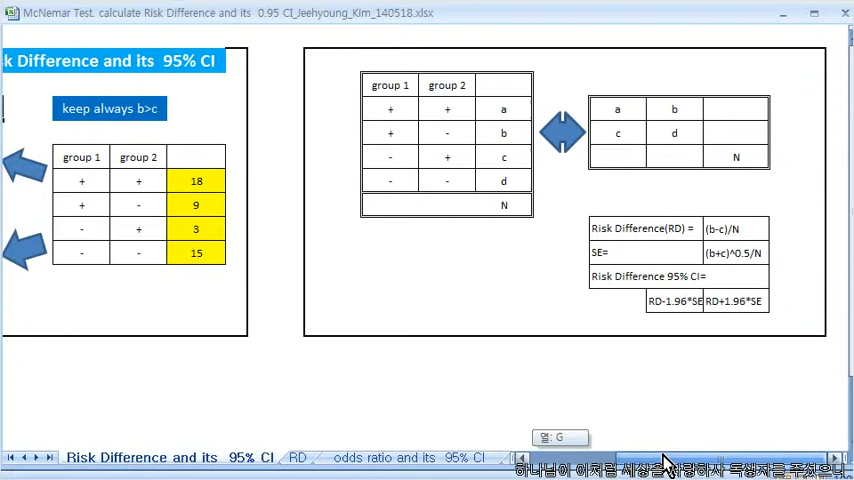 McNemar Test. calculate Risk Difference and its 0.95 CI_Jeehyoung_Kim_140518.xlsx
k Difference and its 95% CI
keep always b>c
group 1 group 2
+ + 18
+ - 9
- + 3
- - 15
group 1 group 2
+ + a
+ - b
- + c
- - d
N
a b
c d
N
Risk Difference(RD) = (b-c)/N
SE= (b+c)^0.5/N
Risk Difference 95% CI=
RD-1.96*SE RD+1.96*SE
열: G
Risk Difference and its 95% CI RD odds ratio and its 95% CI
하나님이 이처럼 세상을 사랑하사 독생자를 주셨으니